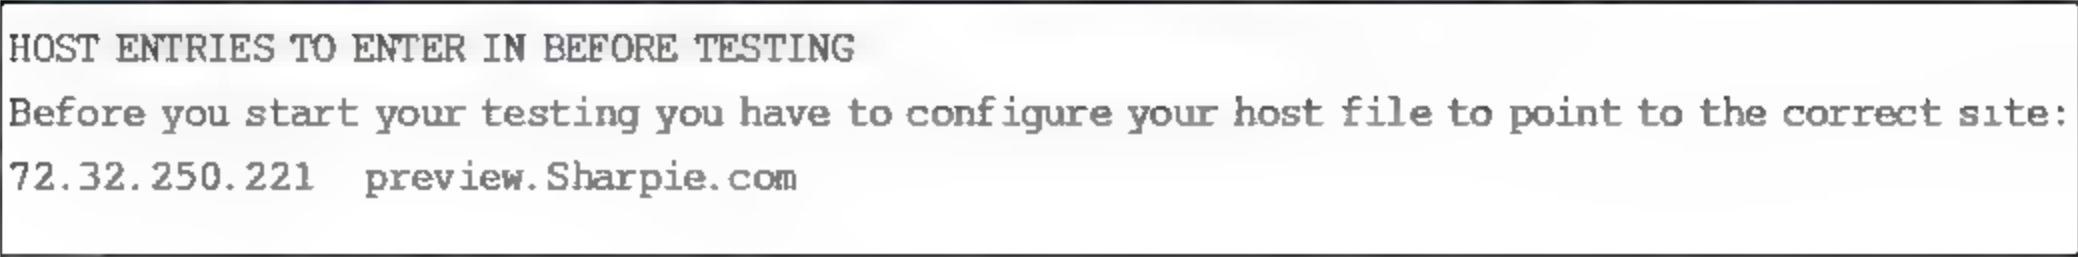 HOST ENTRIES TO ENTER IN BEFORE TESTING
Before you start your testing you have to configure your host file to point to the correct site:
72.32.250.221 preview.Sharpie.com